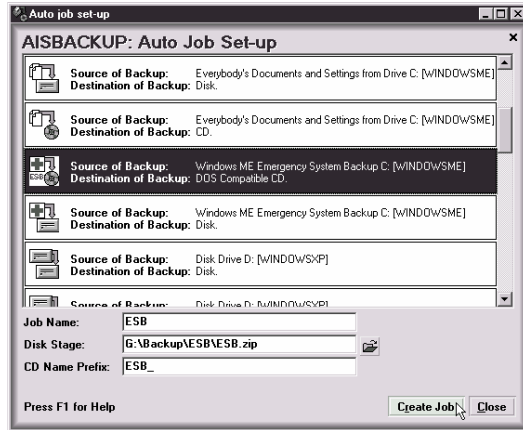 Auto job set-up
AISBACKUP: Auto Job Set-up
Source of Backup: Everybody's Documents and Settings from Drive C: [WINDOWSME]
Destination of Backup: Disk.
Source of Backup: Everybody's Documents and Settings from Drive C: [WINDOWSME]
Destination of Backup: CD.
ESB
Source of Backup: Windows ME Emergency System Backup C: [WINDOWSME]
Destination of Backup: DOS Compatible CD.
Source of Backup: Windows ME Emergency System Backup C: [WINDOWSME]
Destination of Backup: Disk.
Source of Backup: Disk Drive D: [WINDOWSXP]
Destination of Backup: Disk.
Source of Backup: Disk Drive D: [WINDOWSXP]
Job Name: ESB
Disk Stage: G:\Backup\ESB\ESB.zip
CD Name Prefix: ESB_
Press F1 for Help
Create Job
Close